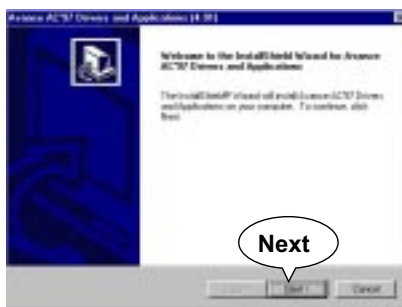 Avance AC'97 Drivers and Applications (4.30)
Welcome to the InstallShield Wizard for Avance
AC'97 Drivers and Applications
The InstallShield® Wizard will install Avance AC'97 Drivers
and Applications on your computer. To continue, click
Next.
Next
Next >
Cancel